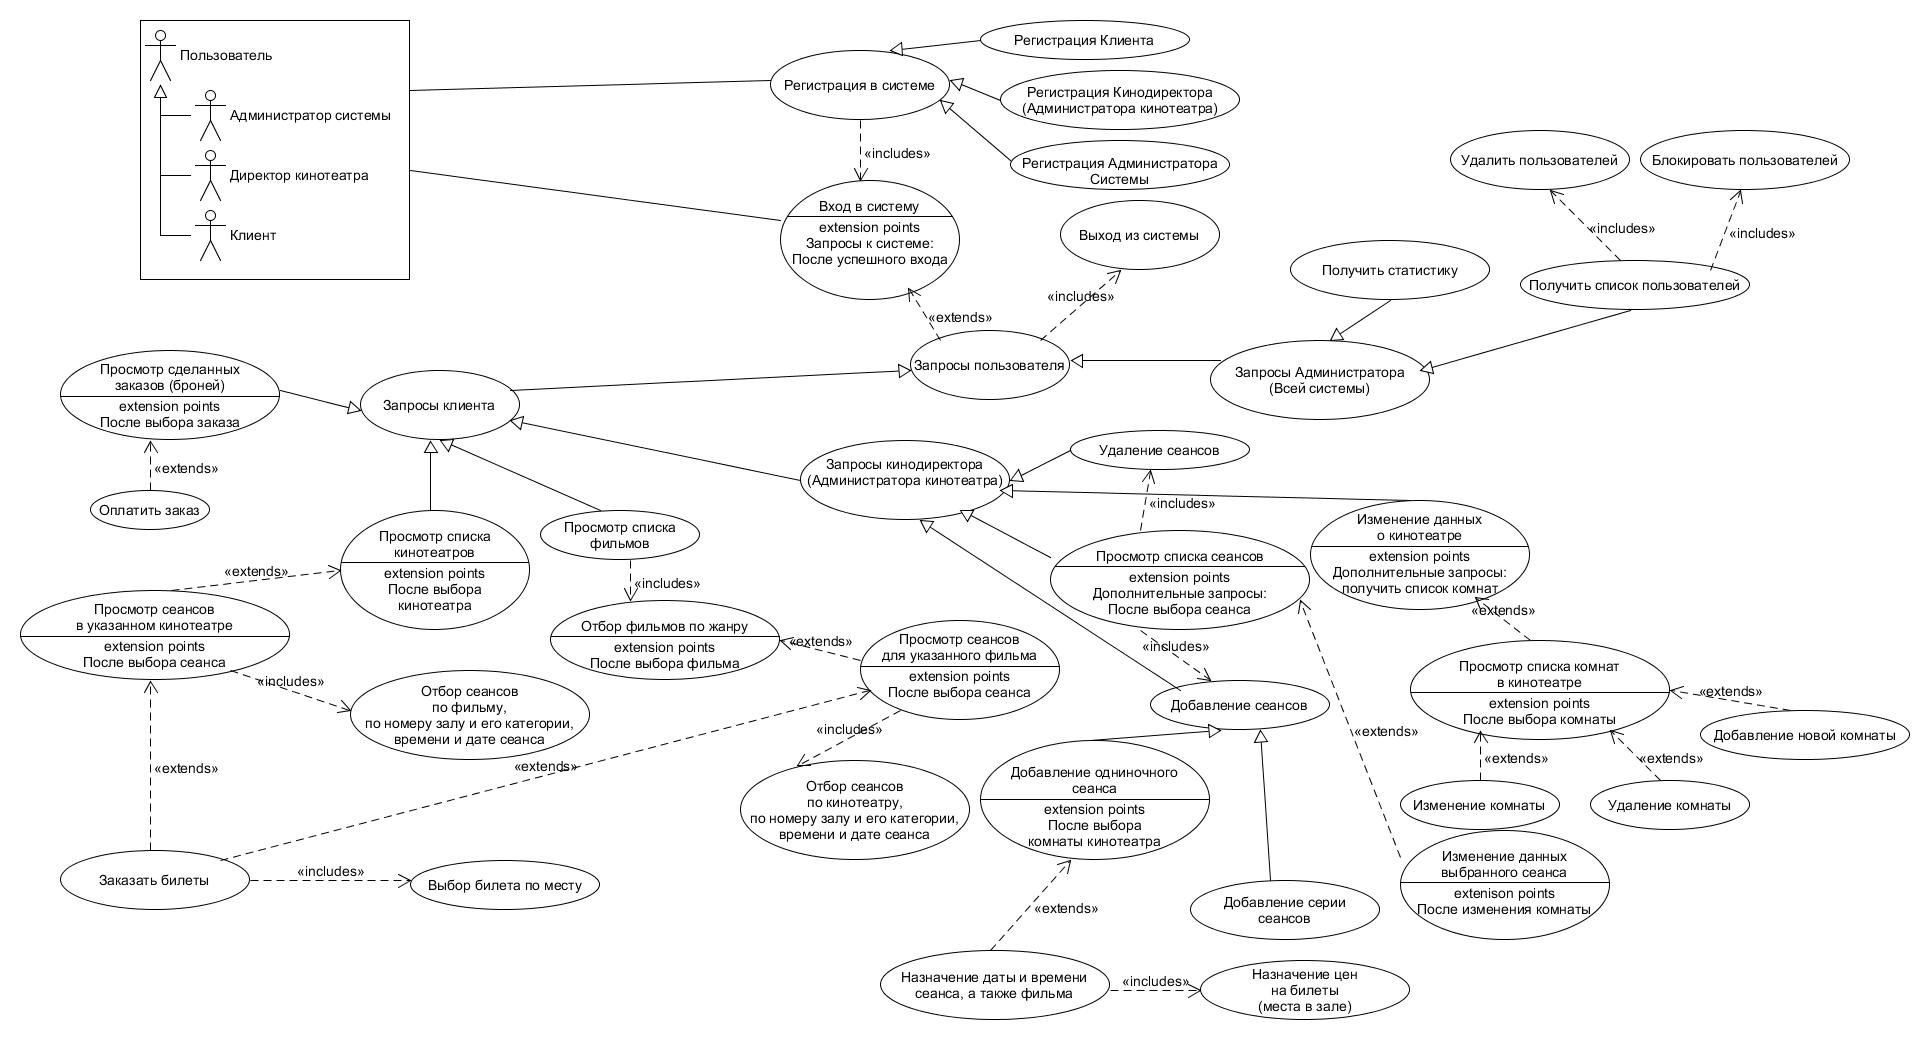 Пользователь
Администратор системы
Директор кинотеатра
Клиент
Регистрация в системе
Регистрация Клиента
Регистрация Кинодиректора
(Администратора кинотеатра)
Регистрация Администратора
Системы
«includes»
Вход в систему
extension points
Запросы к системе:
После успешного входа
Выход из системы
«includes»
«extends»
Запросы пользователя
Удалить пользователей
Блокировать пользователей
«includes»
«includes»
Получить статистику
Получить список пользователей
Запросы Администратора
(Всей системы)
Просмотр сделанных
заказов (броней)
extension points
После выбора заказа
«extends»
Оплатить заказ
Запросы клиента
Запросы кинодиректора
(Администратора кинотеатра)
Удаление сеансов
«includes»
Просмотр списка
кинотеатров
extension points
После выбора
кинотеатра
Просмотр списка
фильмов
«includes»
Просмотр списка сеансов
extension points
Дополнительные запросы:
После выбора сеанса
Изменение данных
о кинотеатре
extension points
Дополнительные запросы:
получить список комнат
«extends»
«extends»
Просмотр сеансов
в указанном кинотеатре
extension points
После выбора сеанса
«includes»
Отбор фильмов по жанру
extension points
После выбора фильма
«extends»
Просмотр сеансов
для указанного фильма
extension points
После выбора сеанса
«includes»
«includes»
Просмотр списка комнат
в кинотеатре
extension points
После выбора комнаты
«extends»
Добавление новой комнаты
Отбор сеансов
по фильму,
по номеру залу и его категории,
времени и дате сеанса
Добавление сеансов
«extends»
«extends»
«extends»
«extends»
«extends»
Отбор сеансов
по кинотеатру,
по номеру залу и его категории,
времени и дате сеанса
Добавление одниночного
сеанса
extension points
После выбора
комнаты кинотеатра
Изменение комнаты
Удаление комнаты
Заказать билеты
«includes»
Выбор билета по месту
«extends»
Добавление серии
сеансов
Изменение данных
выбранного сеанса
extenison points
После изменения комнаты
Назначение даты и времени
сеанса, а также фильма
«includes»
Назначение цен
на билеты
(места в зале)